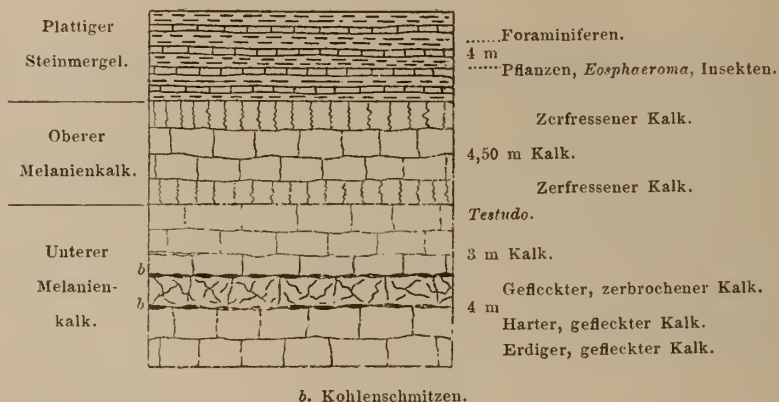 Plattiger
Steinmergel.
Foraminiferen.
4 m
Pflanzen, Eosphaeroma, Insekten.
Oberer
Melanienkalk.
Zerfressener Kalk.
4,50 m Kalk.
Zerfressener Kalk.
Unterer
Melanien-
kalk.
Testudo.
3 m Kalk.
b
Gefleckter, zerbrochener Kalk.
b
4 m
Harter, gefleckter Kalk.
Erdiger, gefleckter Kalk.
b. Kohlenschmitzen.